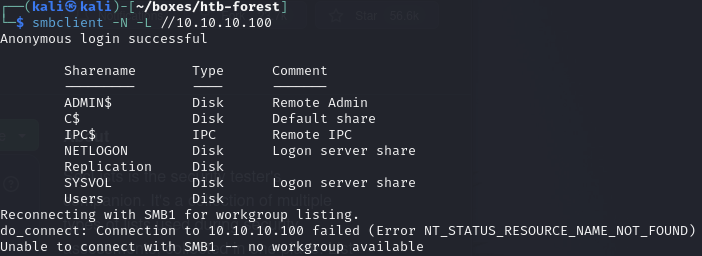 ┌──(kali㉿kali)-[~/boxes/htb-forest]
└─$ smbclient -N -L //10.10.10.100
Anonymous login successful
Sharename Type Comment
--------- ---- -------
ADMIN$ Disk Remote Admin
C$ Disk Default share
IPC$ IPC Remote IPC
NETLOGON Disk Logon server share
Replication Disk
SYSVOL Disk Logon server share
Users Disk
Reconnecting with SMB1 for workgroup listing.
do_connect: Connection to 10.10.10.100 failed (Error NT_STATUS_RESOURCE_NAME_NOT_FOUND)
Unable to connect with SMB1 -- no workgroup available